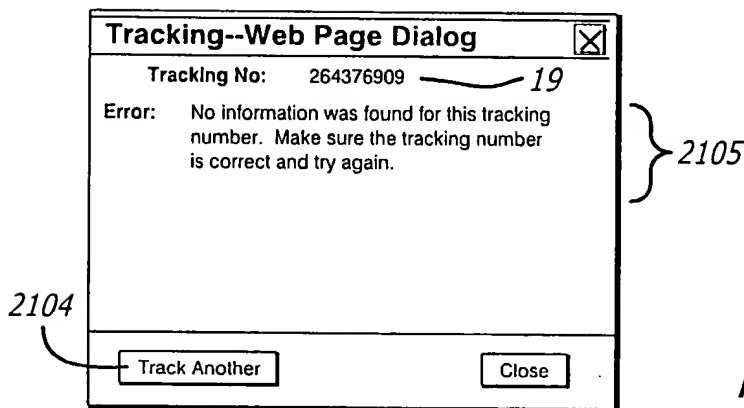 Tracking--Web Page Dialog
Tracking No: 264376909 19
Error: No information was found for this tracking
number. Make sure the tracking number
is correct and try again.
2105
2104
Track Another Close